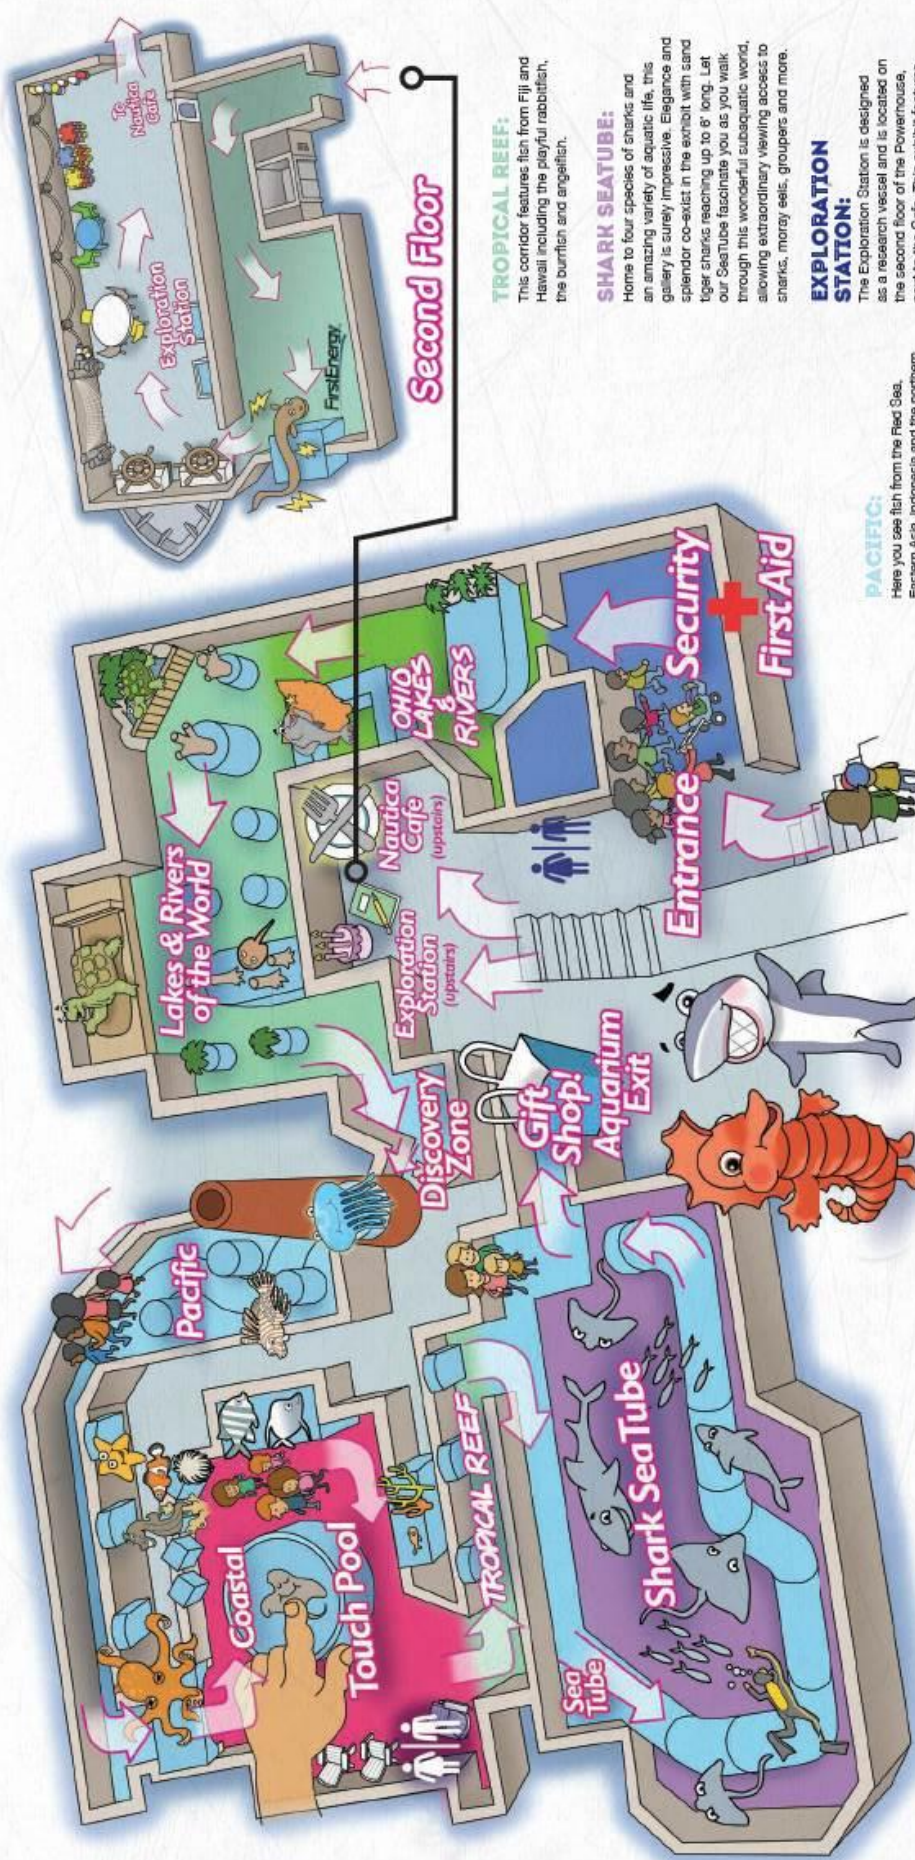 To
Nautica
Cafe
Exploration
Station
FirstEnergy
Second Floor
Pacific
Lakes & Rivers
of the World
OHIO
LAKES
&
RIVERS
Coastal
Touch Pool
TROPICAL REEF
Discovery
Zone
Exploration
Station
(upstairs)
Nautica
Cafe
(upstairs)
Sea
Tube
Shark SeaTube
Gift
Shop!
Aquarium
Exit
Entrance
Security
First Aid
TROPICAL REEF:
This corridor features fish from Fiji and
Hawaii including the playful rabbitfish,
the burrfish and angelfish.
SHARK SEATUBE:
Home to four species of sharks and
an amazing variety of aquatic life, this
gallery is surely impressive. Elegance and
splendor co-exist in the exhibit with sand
tiger sharks reaching up to 6' long. Let
our SeaTube fascinate you as you walk
through this wonderful subaquatic world,
allowing extraordinary viewing access to
sharks, moray eels, groupers and more.
EXPLORATION
STATION:
The Exploration Station is designed
as a research vessel and is located on
the second floor of the Powerhouse,
PACIFIC:
Here you see fish from the Red Sea,
Eastern Asia, Indonesia and the northern